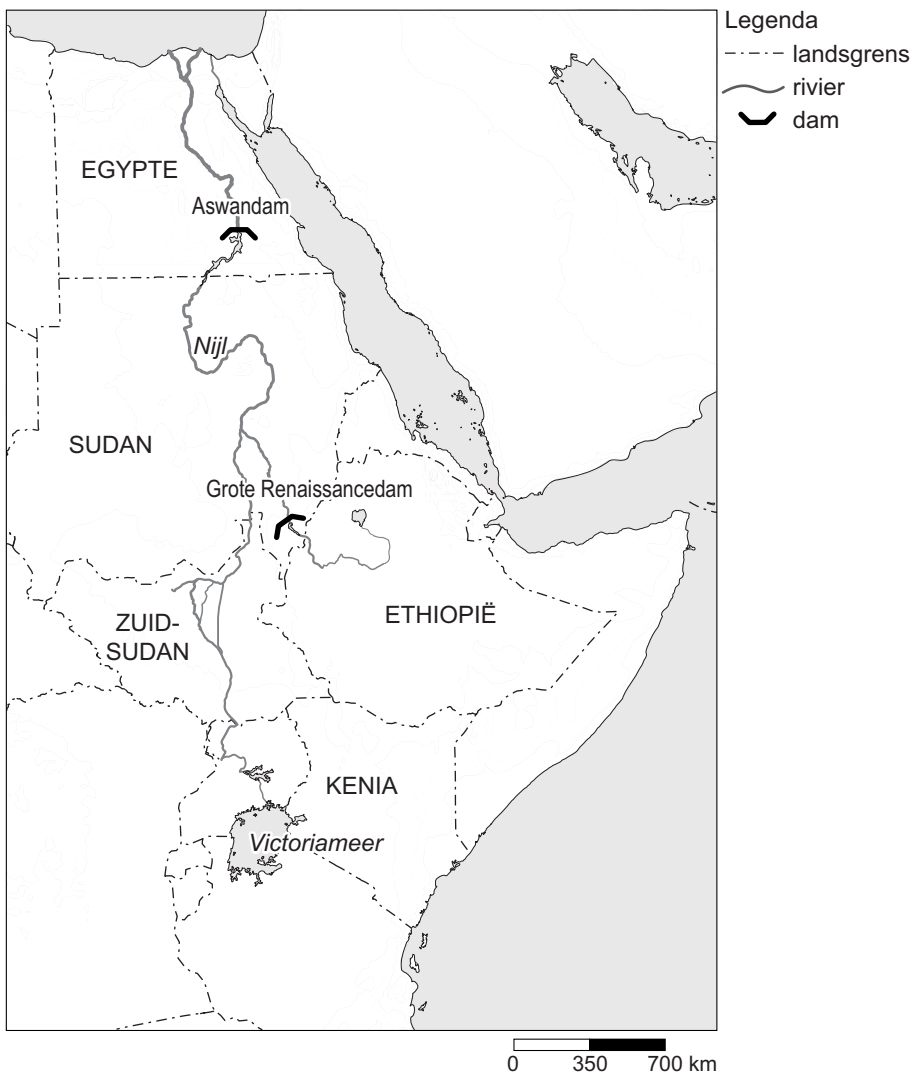 Legenda
landsgrens
rivier
dam
EGYPTE
Aswandam
Nijl
SUDAN
Grote Renaissancedam
ETHIOPIË
ZUID-
SUDAN
KENIA
Victoriameer
0 350 700 km